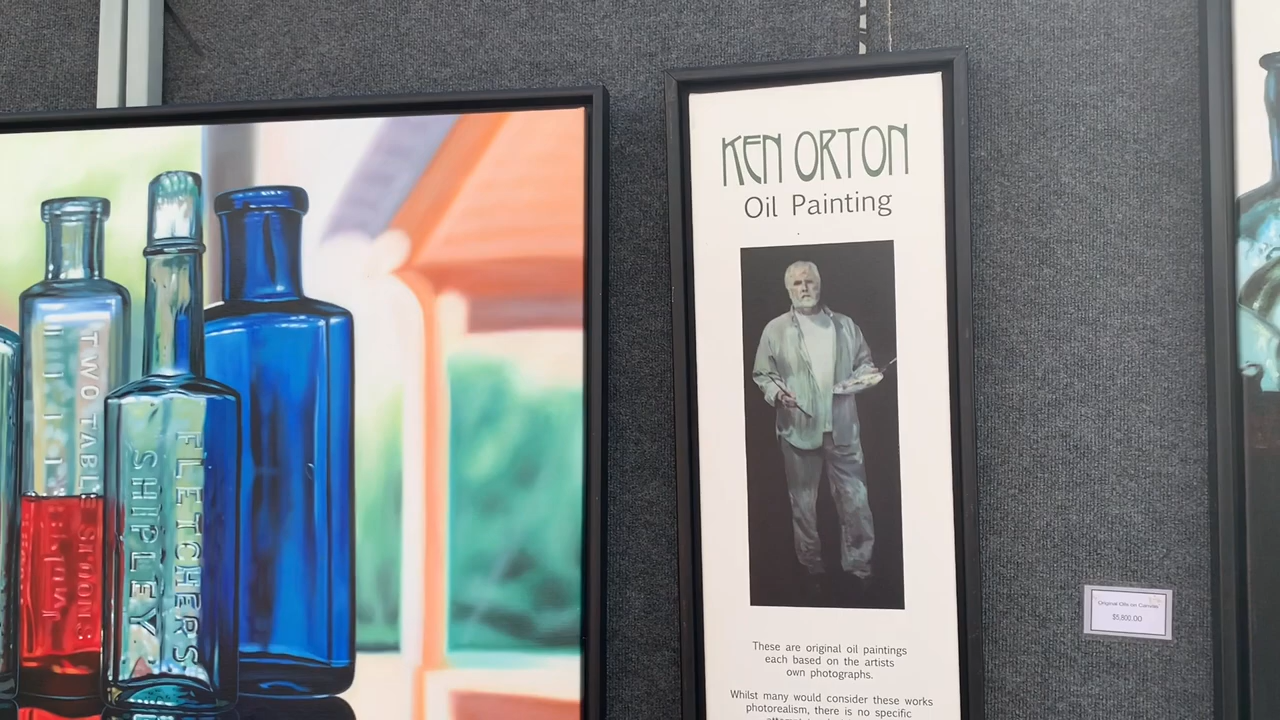 TWO TABLE SPOONS
FLETCHERS
SHIPLEY
KEN ORTON
Oil Painting
These are original oil paintings
each based on the artists
own photographs.
Whilst many would consider these works
photorealism, there is no specific
Original Oils on Canvas
$5,800.00